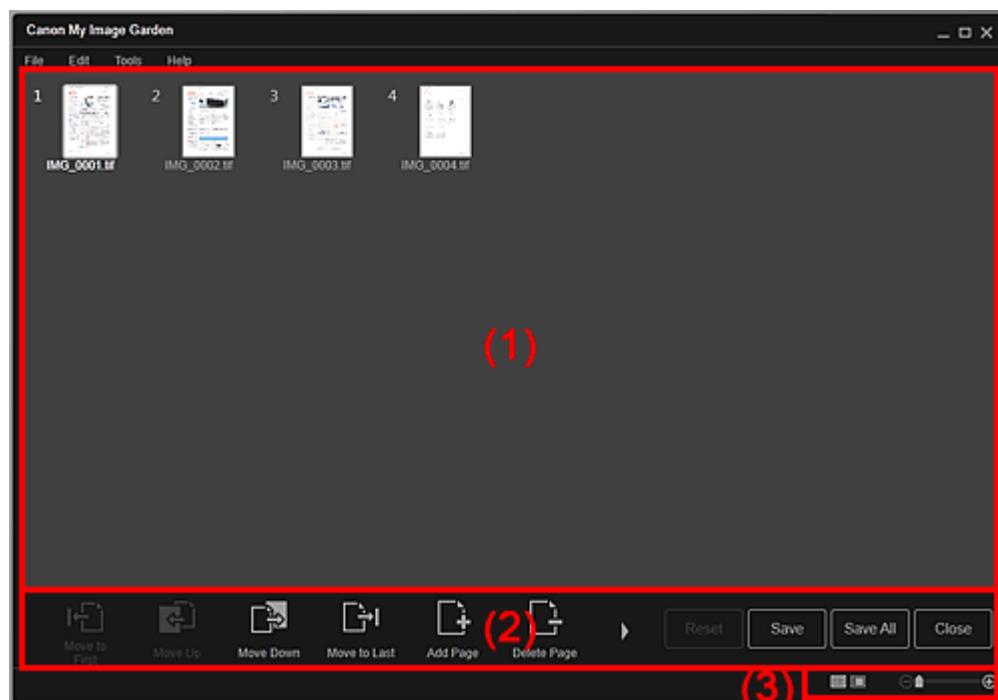 Canon My Image Garden
File Edit Tools Help
1 2 3 4
IMG_0001.tif IMG_0002.tif IMG_0003.tif IMG_0004.tif
(1)
(2)
Move to First Move Up Move Down Move to Last Add Page Delete Page Reset Save Save All Close
(3)